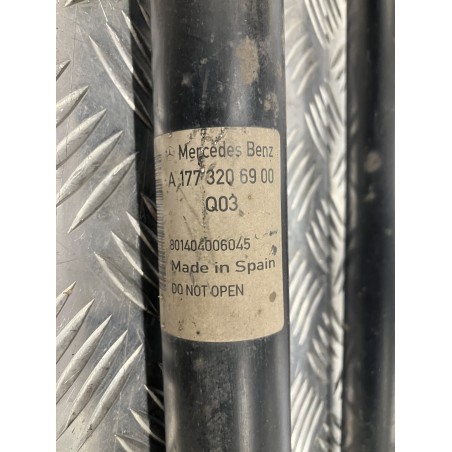 Mercedes Benz
A 177 320 69 00
Q03
801404006045
Made in Spain
DO NOT OPEN